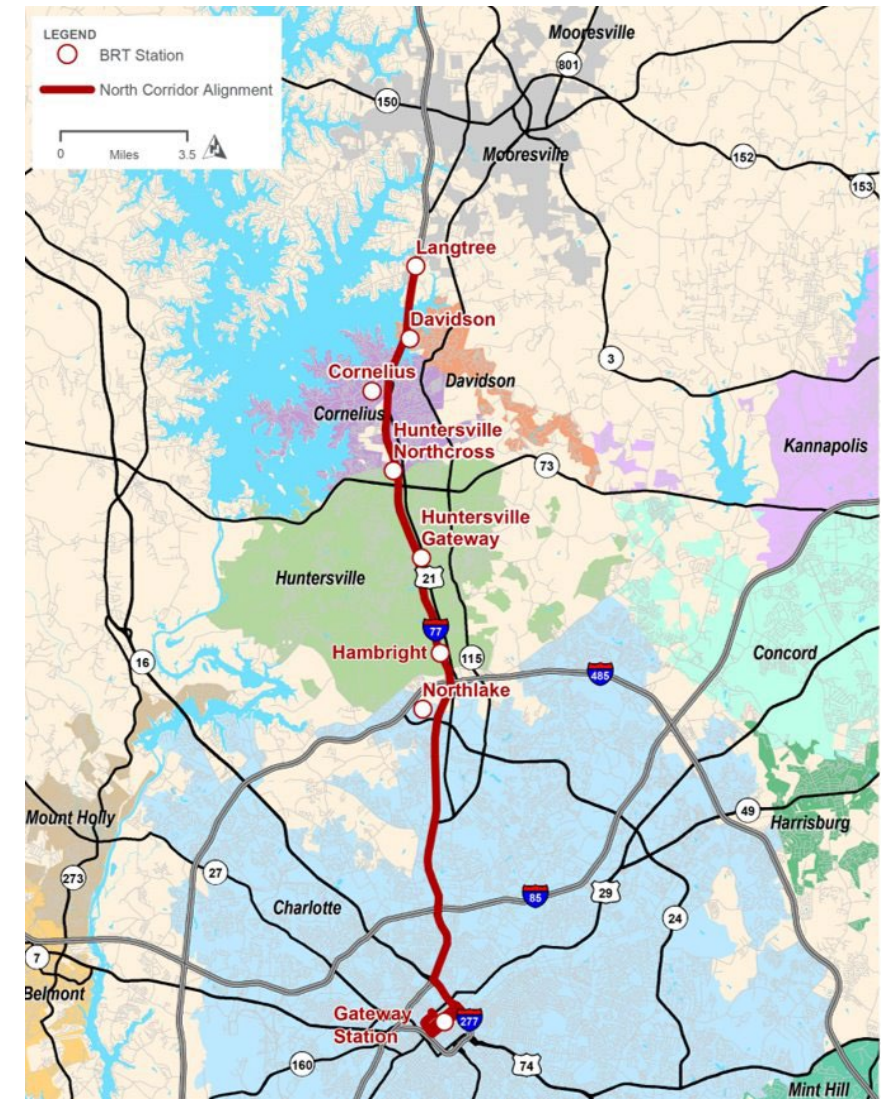 LEGEND
BRT Station
North Corridor Alignment
0 Miles 3.5
Mooresville
801
150
Mooresville
152
153
Langtree
Davidson
3
Cornelius
Davidson
Cornelius
Huntersville
Northcross
Kannapolis
73
Huntersville
Gateway
Huntersville
21
77
Hambright
115
Concord
16
485
Northlake
49
Mount Holly
Harrisburg
273
27
85
29
Charlotte
24
7
Belmont
Gateway
Station
277
160
74
Mint Hill